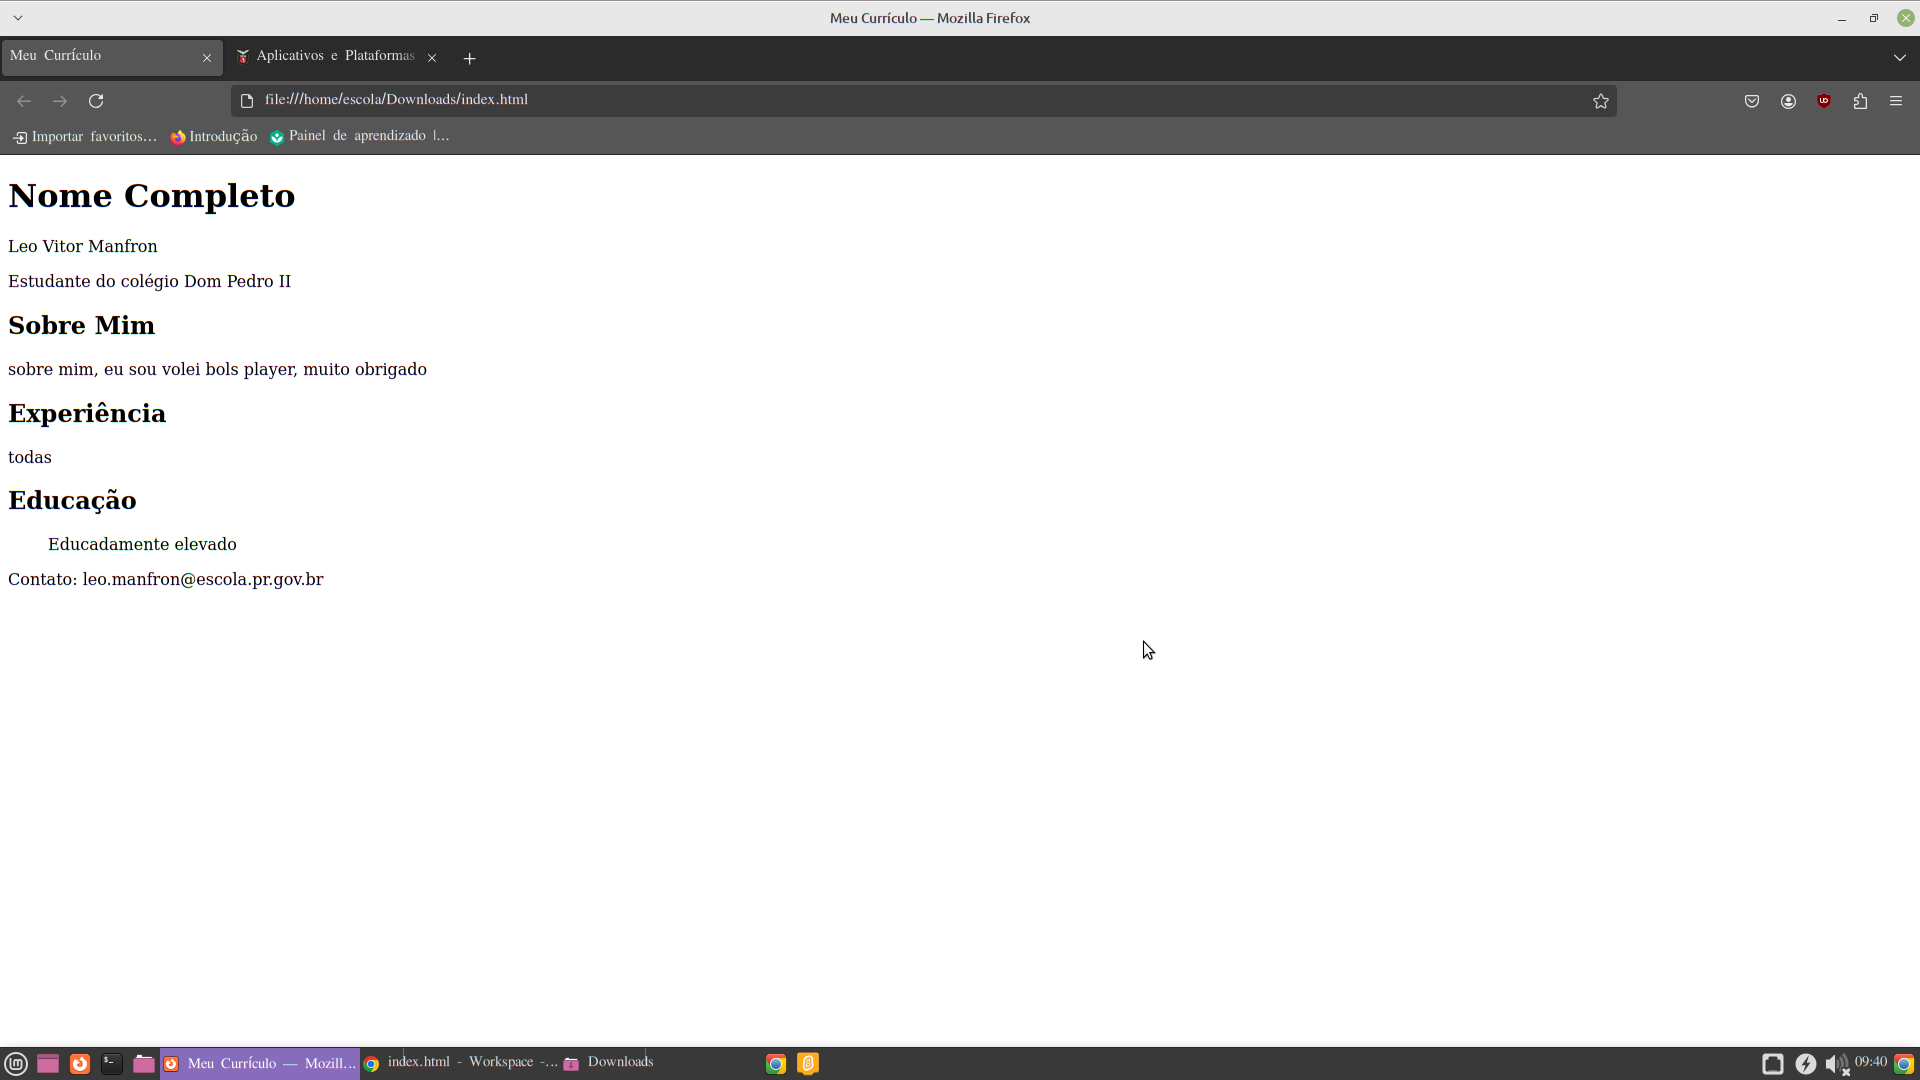 Meu Currículo — Mozilla Firefox
Meu Currículo
Aplicativos e Plataformas
file:///home/escola/Downloads/index.html
Importar favoritos...
Introdução
Painel de aprendizado |...
Nome Completo
Leo Vitor Manfron
Estudante do colégio Dom Pedro II
Sobre Mim
sobre mim, eu sou volei bols player, muito obrigado
Experiência
todas
Educação
Educadamente elevado
Contato: leo.manfron@escola.pr.gov.br
Meu Currículo — Mozill...
index.html - Workspace -...
Downloads
09:40